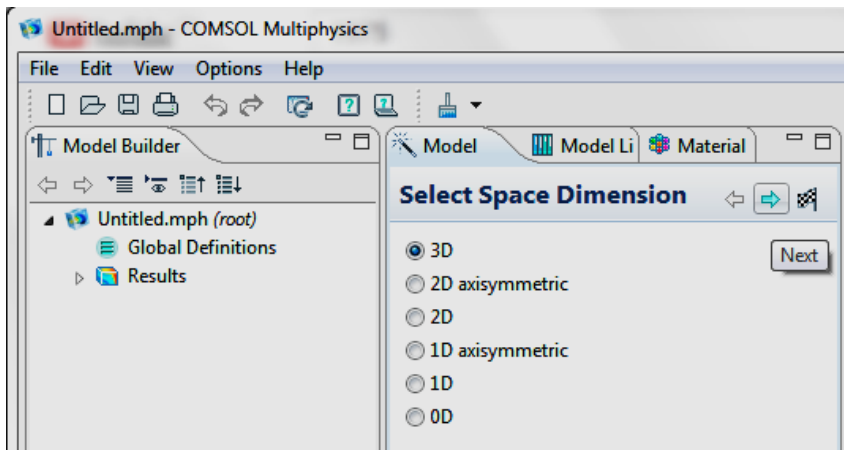 Untitled.mph - COMSOL Multiphysics
File Edit View Options Help
Model Builder
Model
Model Li
Material
Select Space Dimension
Untitled.mph (root)
Global Definitions
Results
3D
2D axisymmetric
2D
1D axisymmetric
1D
0D
Next